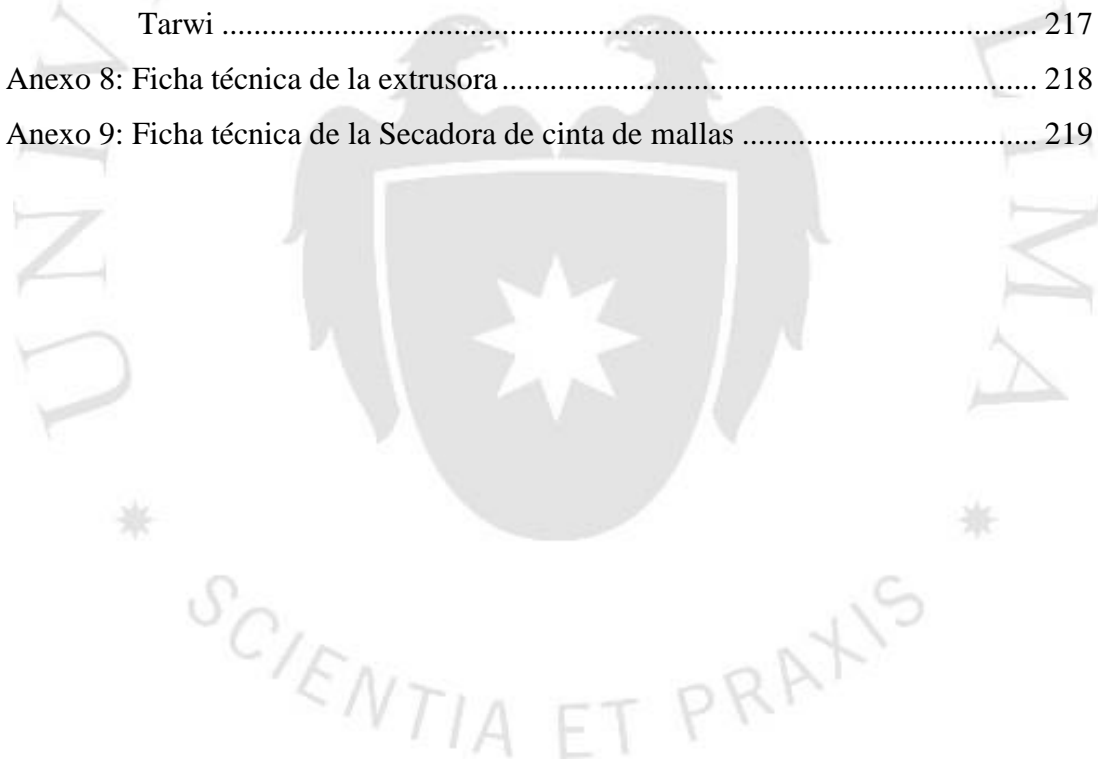 Tarwi ........................................................................................................ 217
Anexo 8: Ficha técnica de la extrusora .................................................................... 218
Anexo 9: Ficha técnica de la Secadora de cinta de mallas ..................................... 219
SCIENTIA ET PRAXIS